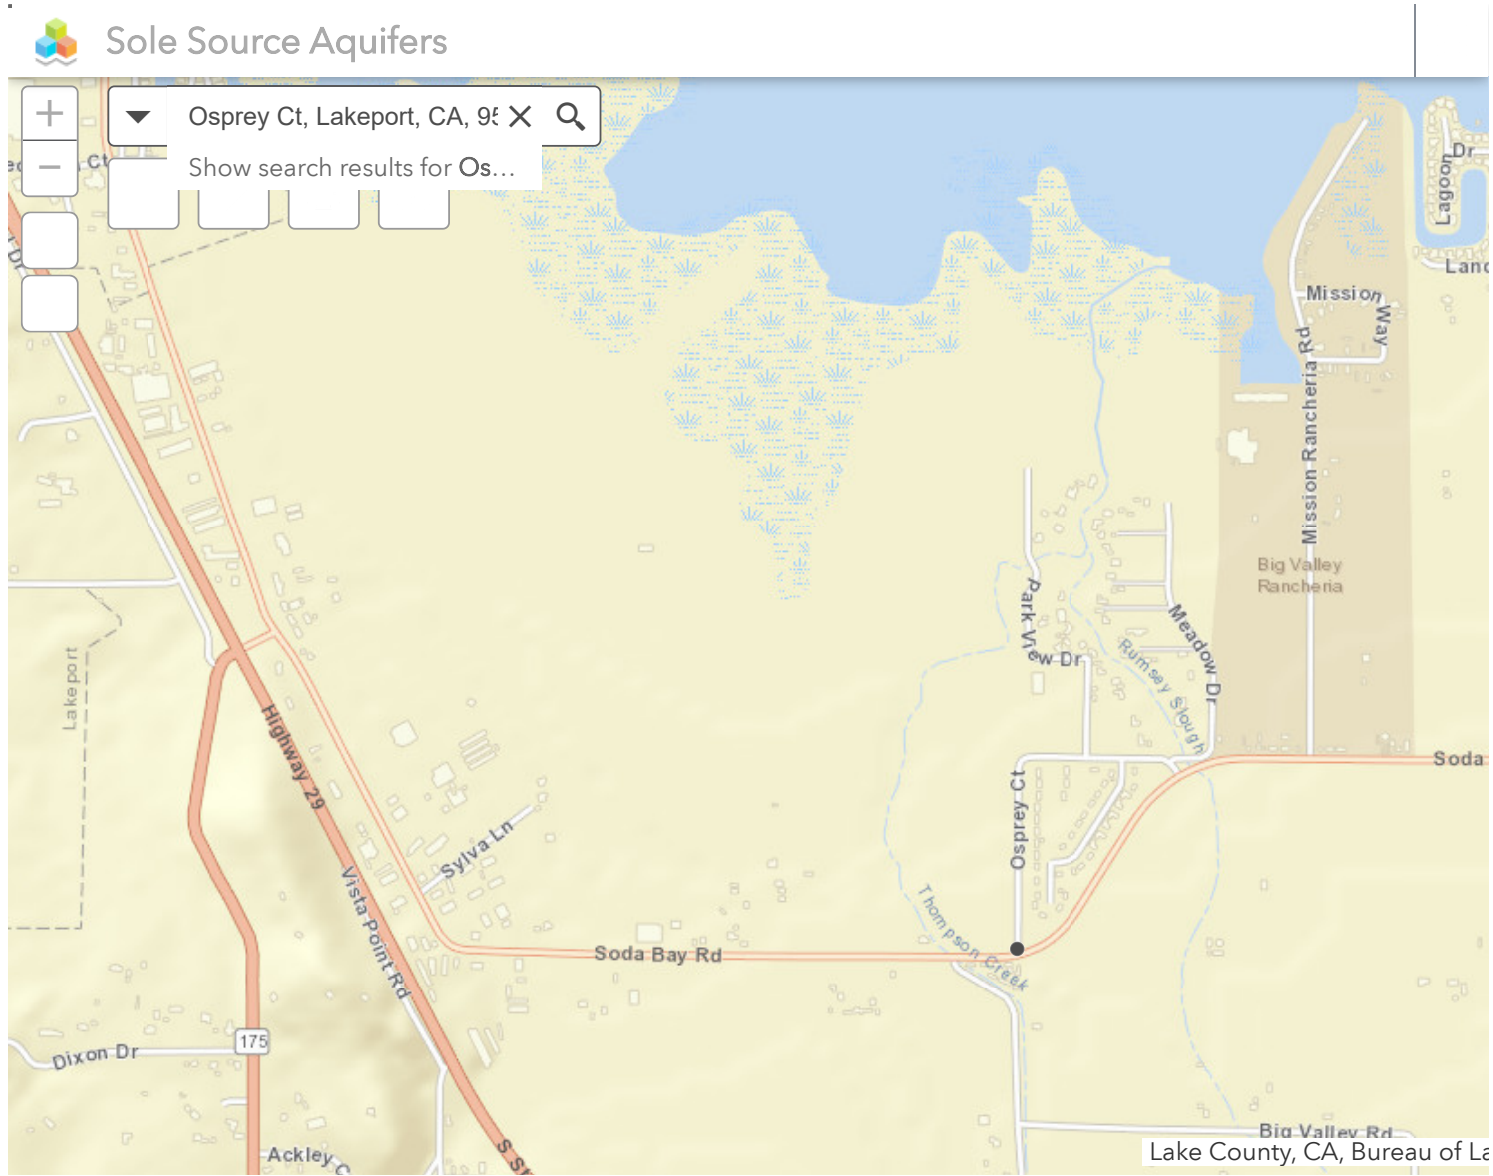 Sole Source Aquifers
Osprey Ct, Lakeport, CA, 95
Show search results for Os...
Ct
Dr
Lagoon
Mission
Way
Mission Rancheria Rd
Big Valley
Rancheria
Park View Dr
Meadow Dr
Rumsey Slough
Lakeport
Highway 29
Soda
Osprey Ct
Sylva Ln
Vista Point Rd
Thompson Creek
Soda Bay Rd
175
Dixon Dr
Big Valley Rd
Ackley C
Lake County, CA, Bureau of La